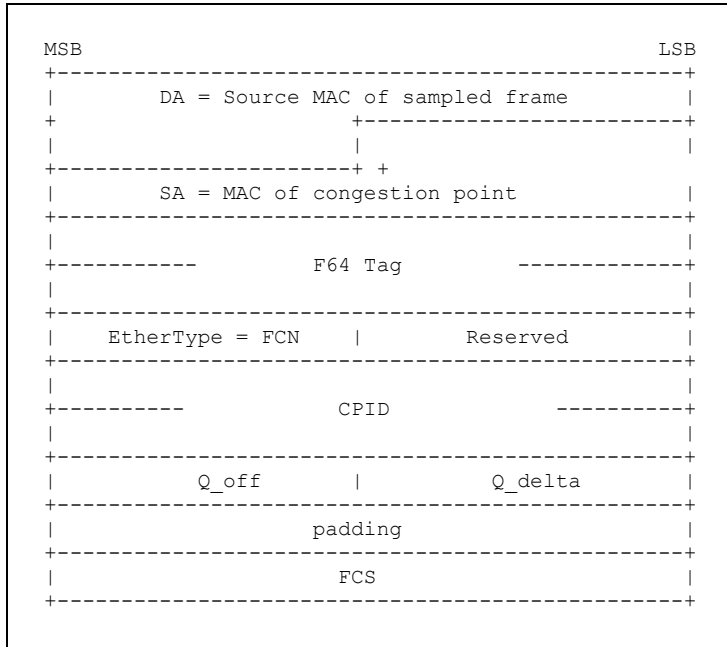 MSB LSB
DA = Source MAC of sampled frame
SA = MAC of congestion point
F64 Tag
EtherType = FCN | Reserved
CPID
Q_off | Q_delta
padding
FCS